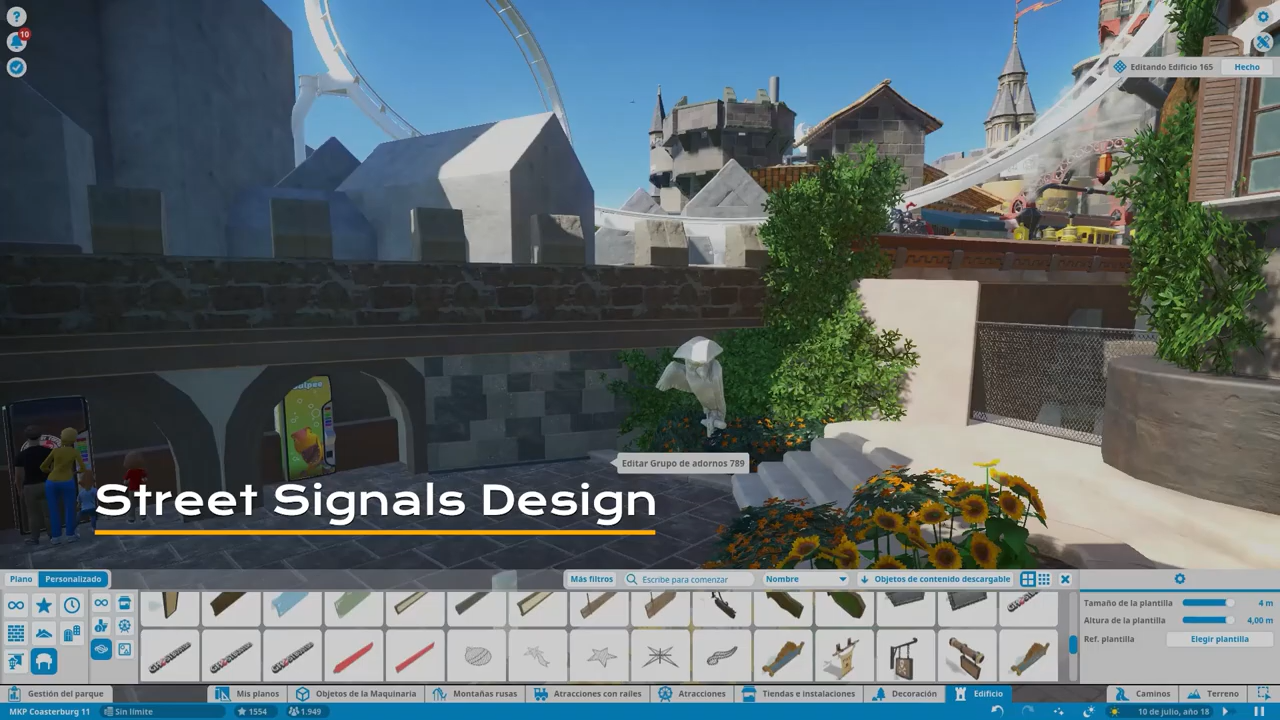 ?
10
Editando Edificio 165
Hecho
Editar Grupo de adornos 789
Street Signals Design
Plano
Personalizado
Más filtros
Escribe para comenzar
Nombre
Objetos de contenido descargable
Tamaño de la plantilla
4 m
Altura de la plantilla
4,00 m
Ref. plantilla
Elegir plantilla
Gestión del parque
Mis planos
Objetos de la Maquinaria
Montañas rusas
Atracciones con railes
Atracciones
Tiendas e instalaciones
Decoración
Edificio
Caminos
Terreno
MKP Coasterburg 11
Sin límite
1554
1.949
10 de julio, año 18